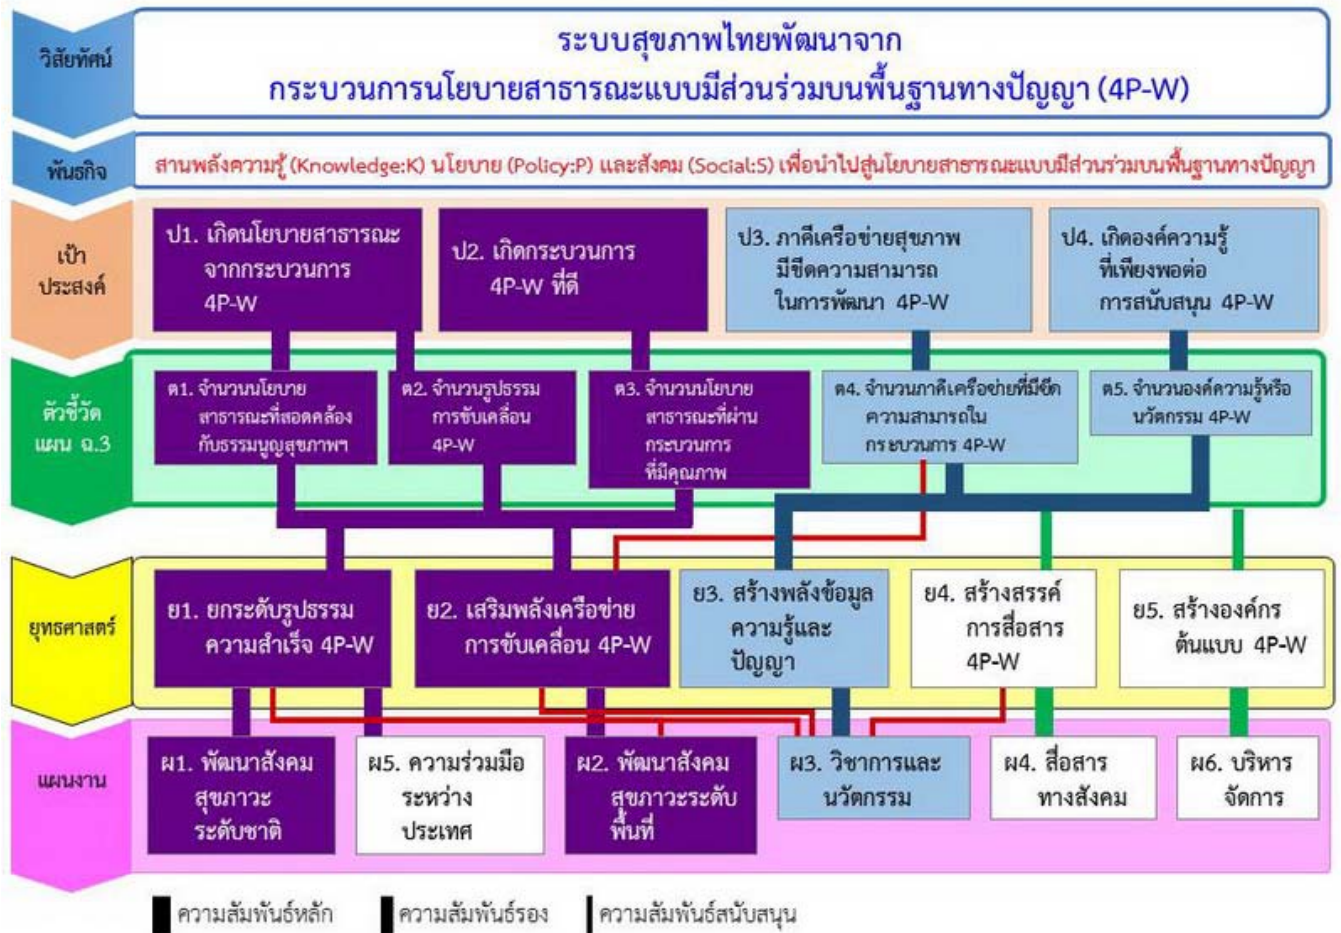 วิสัยทัศน์
ระบบสุขภาพไทยพัฒนาจาก
กระบวนการนโยบายสาธารณะแบบมีส่วนร่วมบนพื้นฐานทางปัญญา (4P-W)
พันธกิจ
สานพลังความรู้ (Knowledge:K) นโยบาย (Policy:P) และสังคม (Social:S) เพื่อนำไปสู่นโยบายสาธารณะแบบมีส่วนร่วมบนพื้นฐานทางปัญญา
เป้า
ประสงค์
ป1. เกิดนโยบายสาธารณะ
จากกระบวนการ
4P-W
ป2. เกิดกระบวนการ
4P-W ที่ดี
ป3. ภาคีเครือข่ายสุขภาพ
มีขีดความสามารถ
ในการพัฒนา 4P-W
ป4. เกิดองค์ความรู้
ที่เพียงพอต่อ
การสนับสนุน 4P-W
ตัวชี้วัด
แผน ฉ.3
ต1. จำนวนนโยบาย
สาธารณะที่สอดคล้อง
กับธรรมนูญสุขภาพฯ
ต2. จำนวนรูปธรรม
การขับเคลื่อน
4P-W
ต3. จำนวนนโยบาย
สาธารณะที่ผ่าน
กระบวนการ
ที่มีคุณภาพ
ต4. จำนวนภาคีเครือข่ายที่มีขีด
ความสามารถใน
กระบวนการ 4P-W
ต5. จำนวนองค์ความรู้หรือ
นวัตกรรม 4P-W
ยุทธศาสตร์
ย1. ยกระดับรูปธรรม
ความสำเร็จ 4P-W
ย2. เสริมพลังเครือข่าย
การขับเคลื่อน 4P-W
ย3. สร้างพลังข้อมูล
ความรู้และ
ปัญญา
ย4. สร้างสรรค์
การสื่อสาร
4P-W
ย5. สร้างองค์กร
ต้นแบบ 4P-W
แผนงาน
ผ1. พัฒนาสังคม
สุขภาวะ
ระดับชาติ
ผ5. ความร่วมมือ
ระหว่าง
ประเทศ
ผ2. พัฒนาสังคม
สุขภาวะระดับ
พื้นที่
ผ3. วิชาการและ
นวัตกรรม
ผ4. สื่อสาร
ทางสังคม
ผ6. บริหาร
จัดการ
ความสัมพันธ์หลัก
ความสัมพันธ์รอง
ความสัมพันธ์สนับสนุน